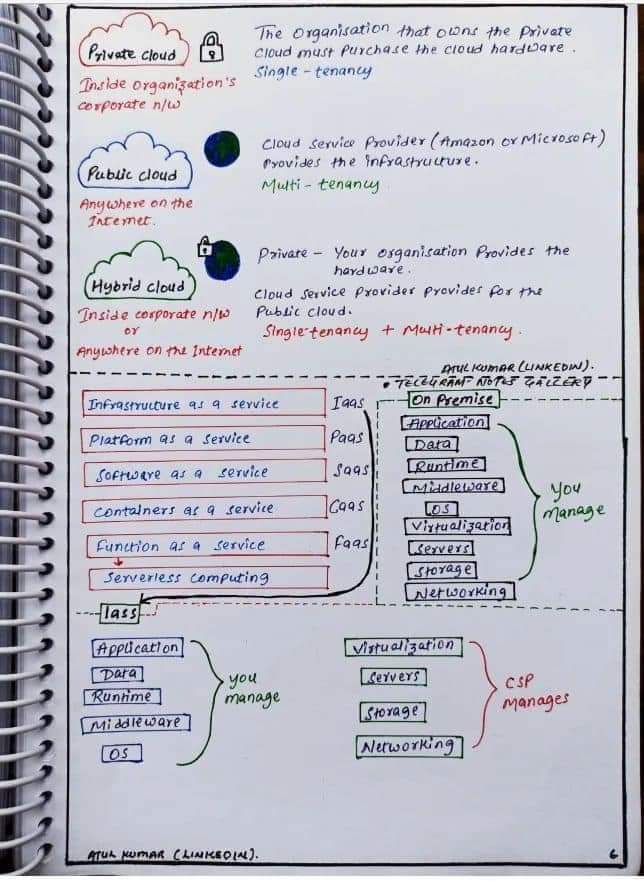 Private cloud
Inside organization's
corporate n/w
The organisation that owns the private
cloud must purchase the cloud hardware.
Single-tenancy
Public cloud
Anywhere on the
Internet.
Cloud Service Provider (Amazon or Microsoft)
provides the infrastructure.
Multi-tenancy
Hybrid cloud
Inside corporate n/w
or
Anywhere on the Internet
Private - Your organisation Provides the
hardware.
Cloud Service Provider provides for the
Public cloud.
Single-tenancy + Multi-tenancy.
ATUL KUMAR (LINKEDIN).
• TELEGRAM - NOTES GALLERY
Infrastructure as a service Iaas
Platform as a service Paas
Software as a service Saas
Containers as a service Caas
Function as a service Faas
Serverless computing
On Premise
Application
Data
Runtime
Middleware
OS
Virtualization
Servers
Storage
Networking
You
manage
Iass
Application
Data
Runtime
Middleware
OS
you
manage
Virtualization
Servers
Storage
Networking
CSP
Manages
ATUL KUMAR (LINKEDIN).
6